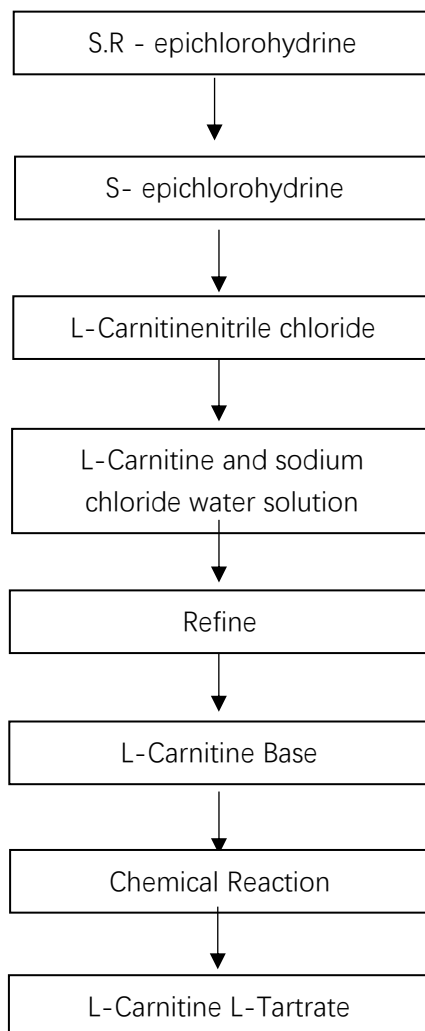 S.R - epichlorohydrine
S- epichlorohydrine
L-Carnitinenitrile chloride
L-Carnitine and sodium
chloride water solution
Refine
L-Carnitine Base
Chemical Reaction
L-Carnitine L-Tartrate